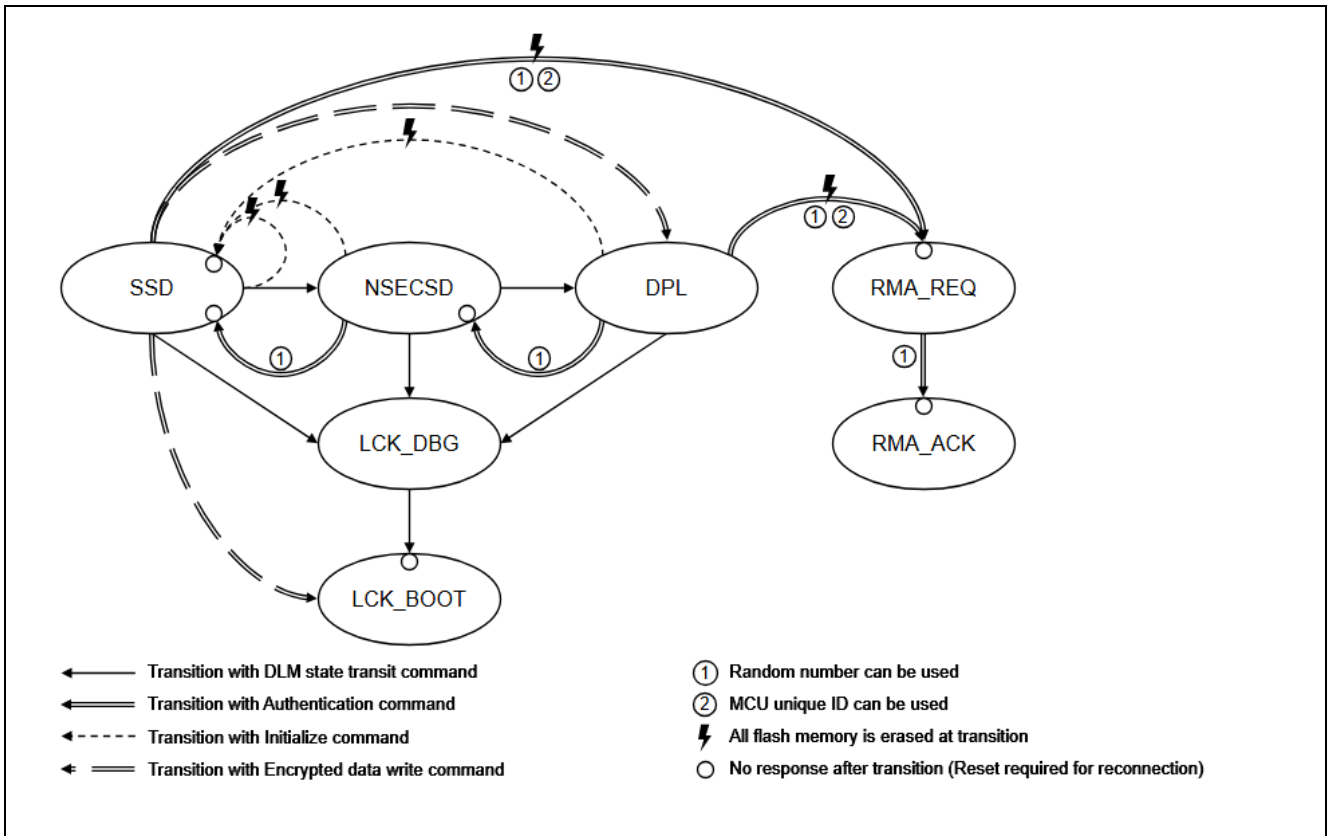 ① ②
① ②
SSD
NSECSD
DPL
RMA_REQ
①
①
①
LCK_DBG
RMA_ACK
LCK_BOOT
Transition with DLM state transit command
Transition with Authentication command
Transition with Initialize command
Transition with Encrypted data write command
① Random number can be used
② MCU unique ID can be used
All flash memory is erased at transition
No response after transition (Reset required for reconnection)